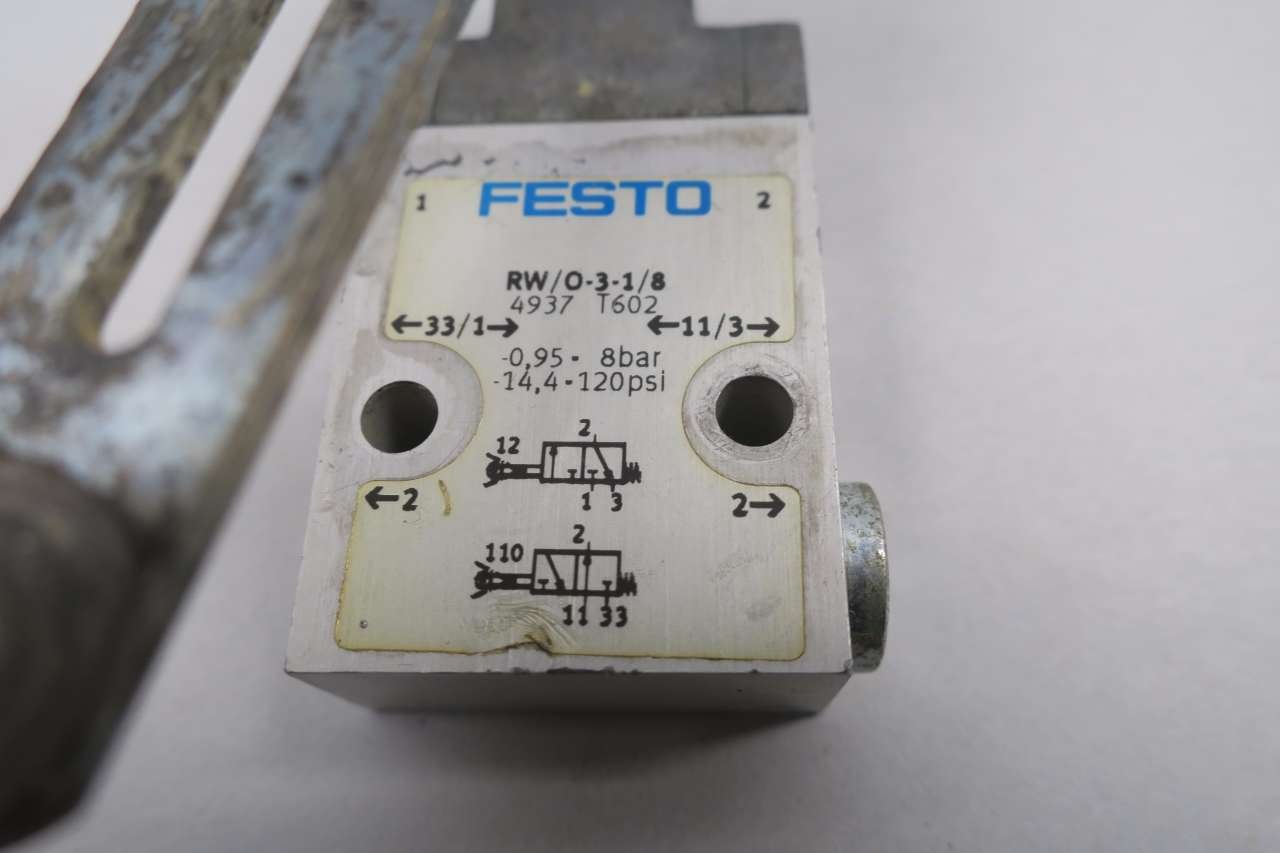 1 FESTO 2
RW/O-3-1/8
4937 T602
←33/1→ ←11/3→
-0,95- 8bar
-14,4-120psi
2
12
1 3
←2 2→
2
110
11 33